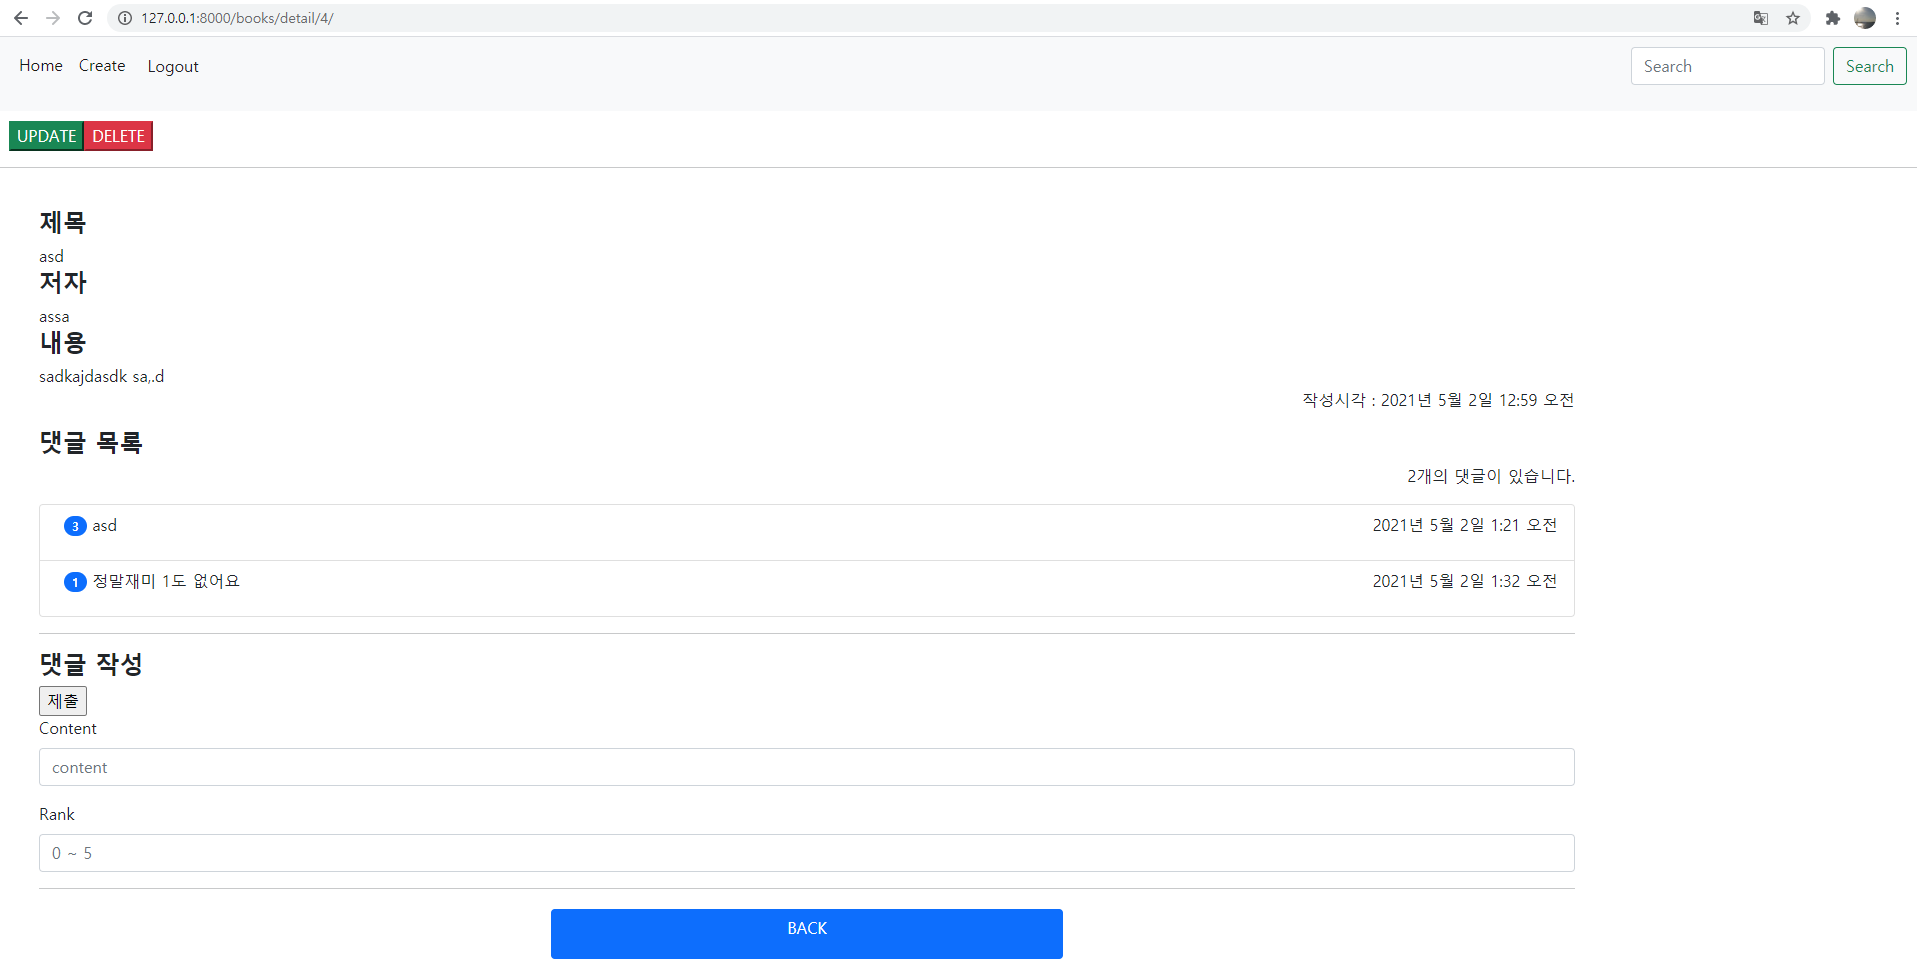 127.0.0.1:8000/books/detail/4/
Home Create Logout Search Search
UPDATE DELETE
제목
asd
저자
assa
내용
sadkajdasdk sa,.d
작성시각 : 2021년 5월 2일 12:59 오전
댓글 목록
2개의 댓글이 있습니다.
3 asd 2021년 5월 2일 1:21 오전
1 정말재미 1도 없어요 2021년 5월 2일 1:32 오전
댓글 작성
제출
Content
content
Rank
0 ~ 5
BACK